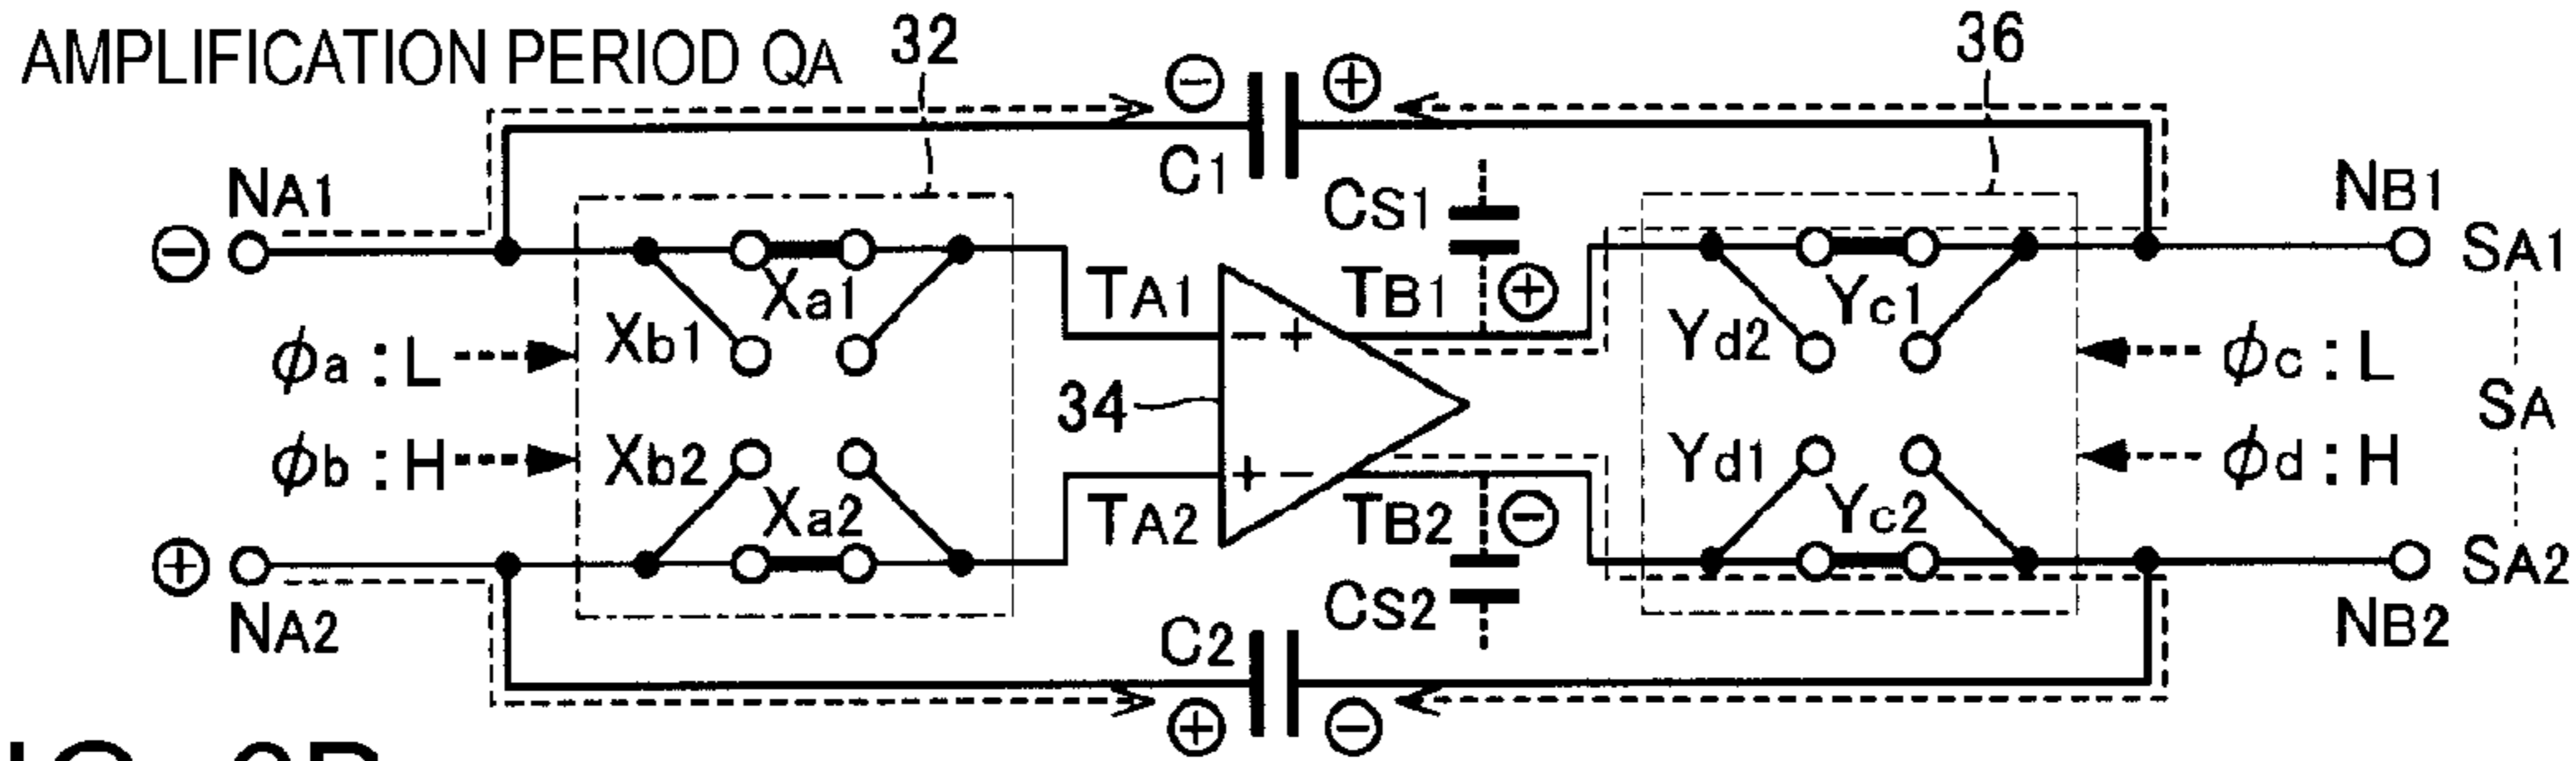 AMPLIFICATION PERIOD QA
32
36
⊖ ⊕
C1
NA1
CS1
NB1
⊖
SA1
Xa1
TA1
TB1 ⊕
Yc1
Xb1
Yd2
− +
φa : L
φc : L
34
SA
φb : H
Xb2
Yd1
φd : H
+ −
Xa2
TA2
TB2 ⊖
Yc2
⊕
SA2
NA2
CS2
NB2
C2
⊕ ⊖